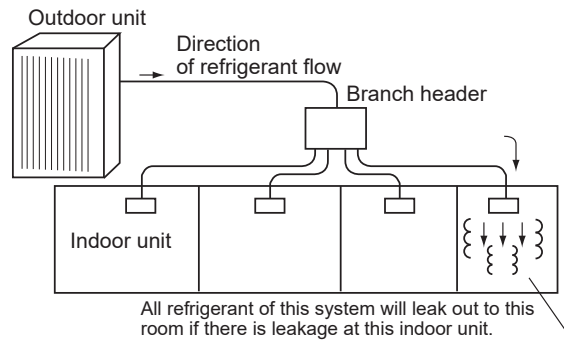 Outdoor unit
Direction
of refrigerant flow
Branch header
Indoor unit
All refrigerant of this system will leak out to this
room if there is leakage at this indoor unit.